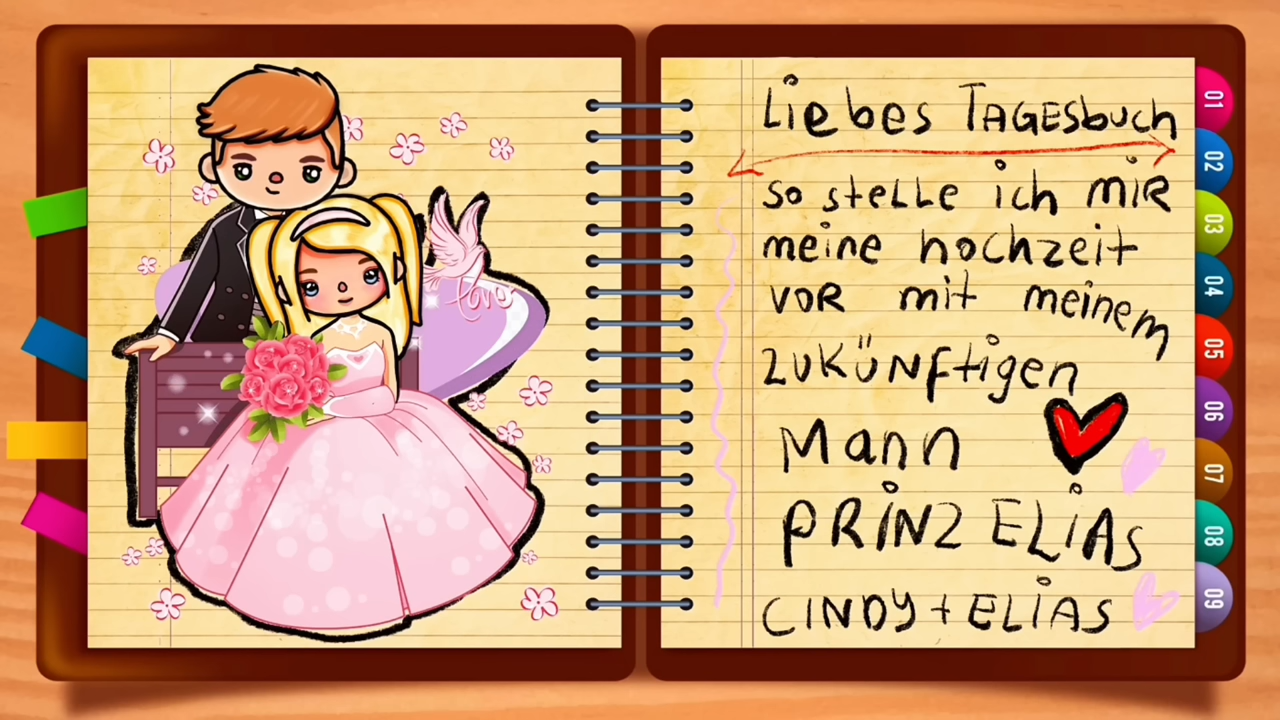 love
Liebes TAGESbuch
so stelle ich MIR
meine hochzeit
VOR mit meinem
ZUKÜNftigen
Mann
PRiNZ ELiAS
CINDY + ELiAS
01
02
03
04
05
06
07
08
09